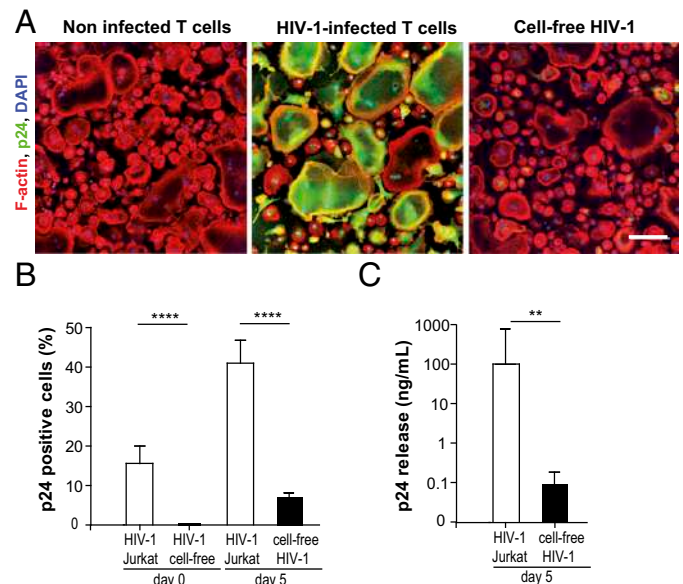 A
Non infected T cells
HIV-1-infected T cells
Cell-free HIV-1
F-actin, p24, DAPI
B
p24 positive cells (%)
50
40
30
20
10
0
****
****
HIV-1
Jurkat
HIV-1
cell-free
HIV-1
Jurkat
cell-free
HIV-1
day 0
day 5
C
p24 release (ng/mL)
1000
100
10
1
0.1
0
**
HIV-1
Jurkat
cell-free
HIV-1
day 5